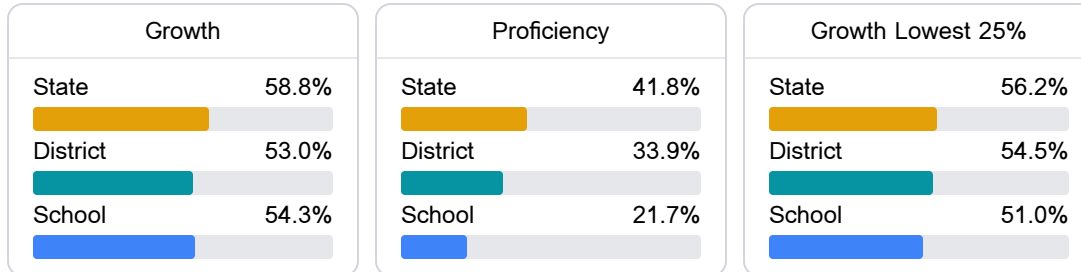 Growth
State 58.8%
District 53.0%
School 54.3%
Proficiency
State 41.8%
District 33.9%
School 21.7%
Growth Lowest 25%
State 56.2%
District 54.5%
School 51.0%